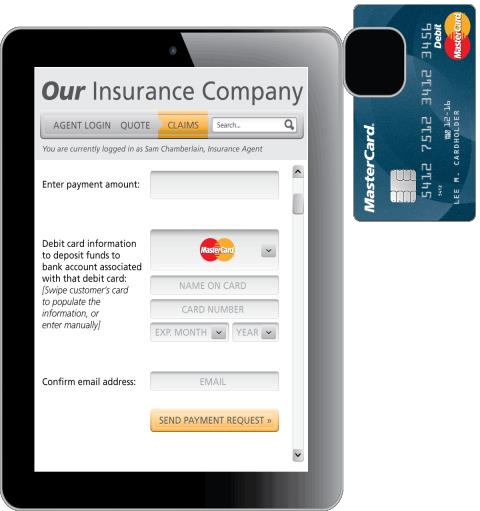 Our Insurance Company
AGENT LOGIN QUOTE CLAIMS Search...
You are currently logged in as Sam Chamberlain, Insurance Agent
Enter payment amount:
Debit card information
to deposit funds to
bank account associated
with that debit card:
[Swipe customer's card
to populate the
information, or
enter manually]
MasterCard
NAME ON CARD
CARD NUMBER
EXP. MONTH YEAR
Confirm email address:
EMAIL
SEND PAYMENT REQUEST »
MasterCard.
5412 7512 3412 3456
5412
12-16
LEE M. CARDHOLDER
Debit
MasterCard